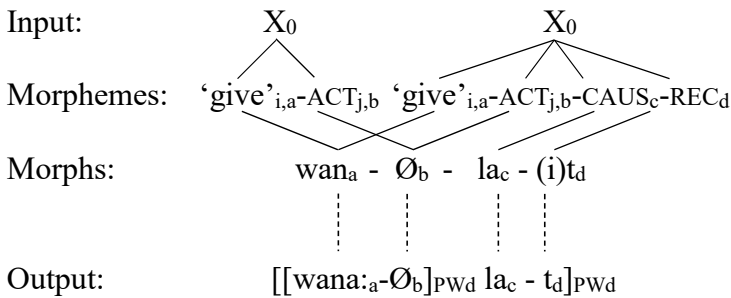 Input: X₀ X₀
Morphemes: ‘give’ᵢ,ₐ-ACTⱼ,b ‘give’ᵢ,ₐ-ACTⱼ,b-CAUSc-RECd
Morphs: wanₐ - Øb - lac - (i)td
Output: [[wana:ₐ-Øb]PWd lac - td]PWd